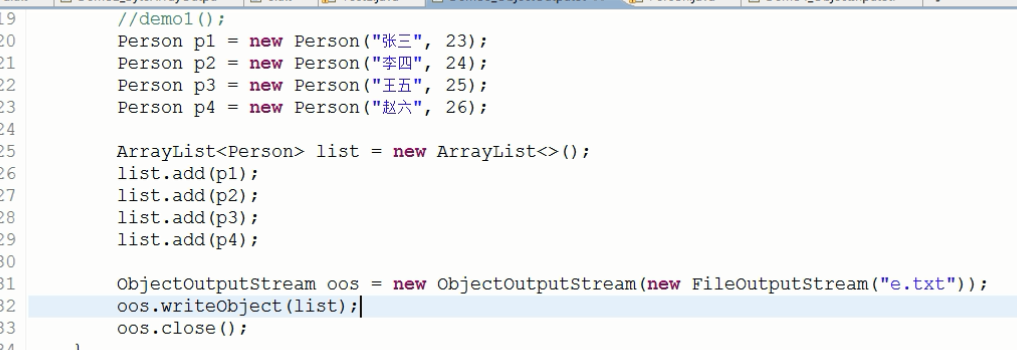 19 //demo1();
20 Person p1 = new Person("张三", 23);
21 Person p2 = new Person("李四", 24);
22 Person p3 = new Person("王五", 25);
23 Person p4 = new Person("赵六", 26);
24
25 ArrayList<Person> list = new ArrayList<>();
26 list.add(p1);
27 list.add(p2);
28 list.add(p3);
29 list.add(p4);
30
31 ObjectOutputStream oos = new ObjectOutputStream(new FileOutputStream("e.txt"));
32 oos.writeObject(list);
33 oos.close();
34 }